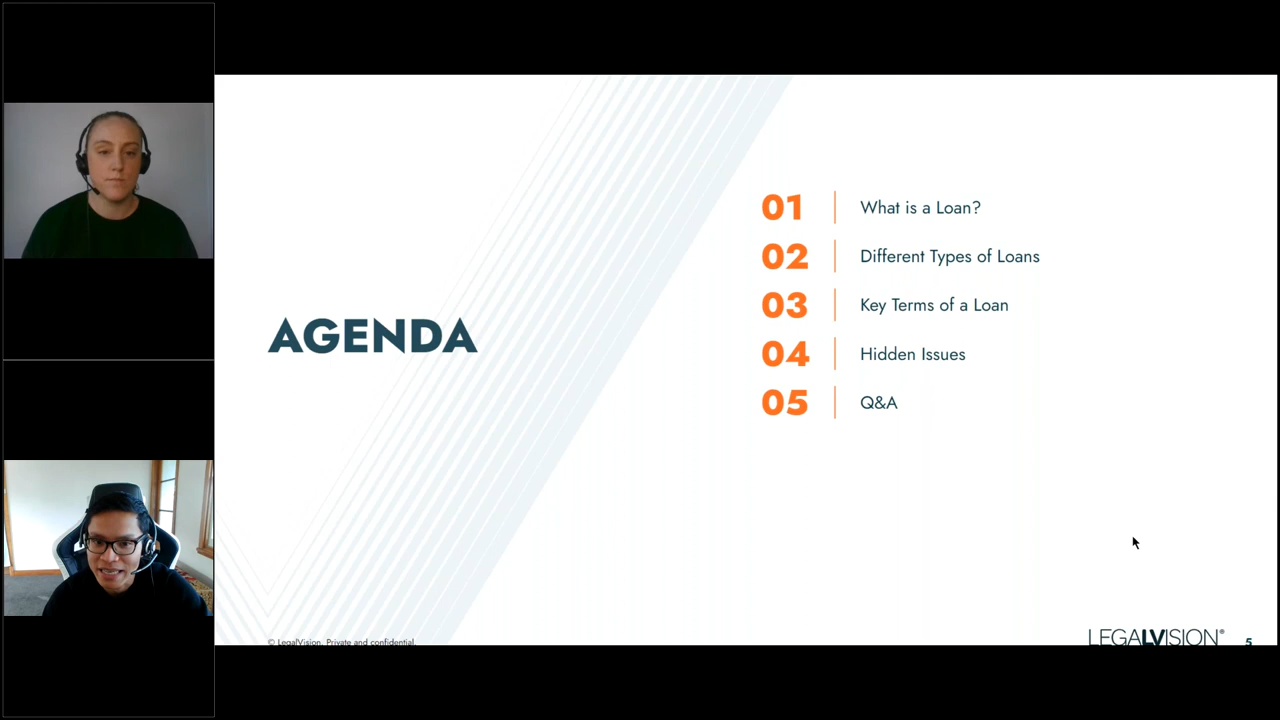 AGENDA
01 What is a Loan?
02 Different Types of Loans
03 Key Terms of a Loan
04 Hidden Issues
05 Q&A
© LegalVision. Private and confidential.
LEGALVISION®
5